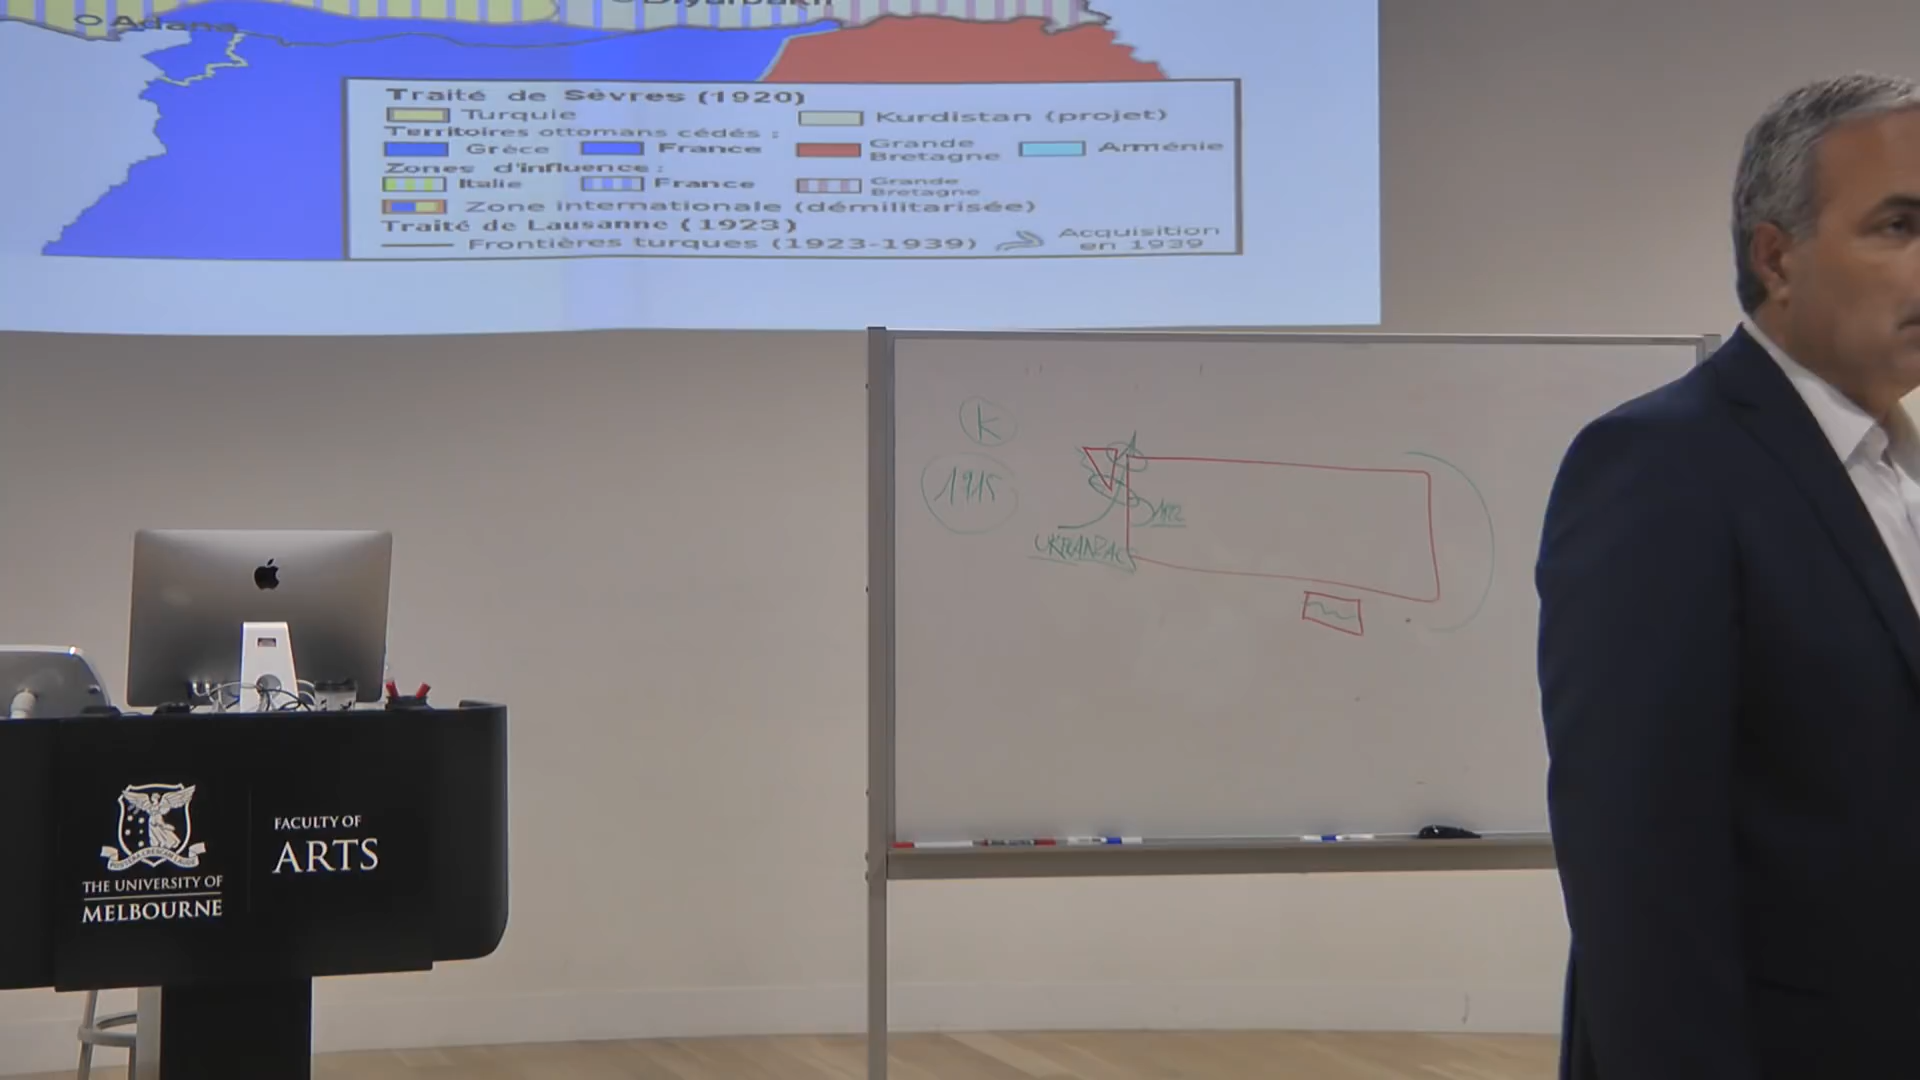 Adana
Diyarbakır
Traité de Sèvres (1920)
Turquie
Kurdistan (projet)
Territoires ottomans cédés :
Grèce
France
Grande Bretagne
Arménie
Zones d'influence :
Italie
France
Grande Bretagne
Zone internationale (démilitarisée)
Traité de Lausanne (1923)
Frontières turques (1923-1939)
Acquisition en 1939
K
1915
FACULTY OF
ARTS
THE UNIVERSITY OF
MELBOURNE